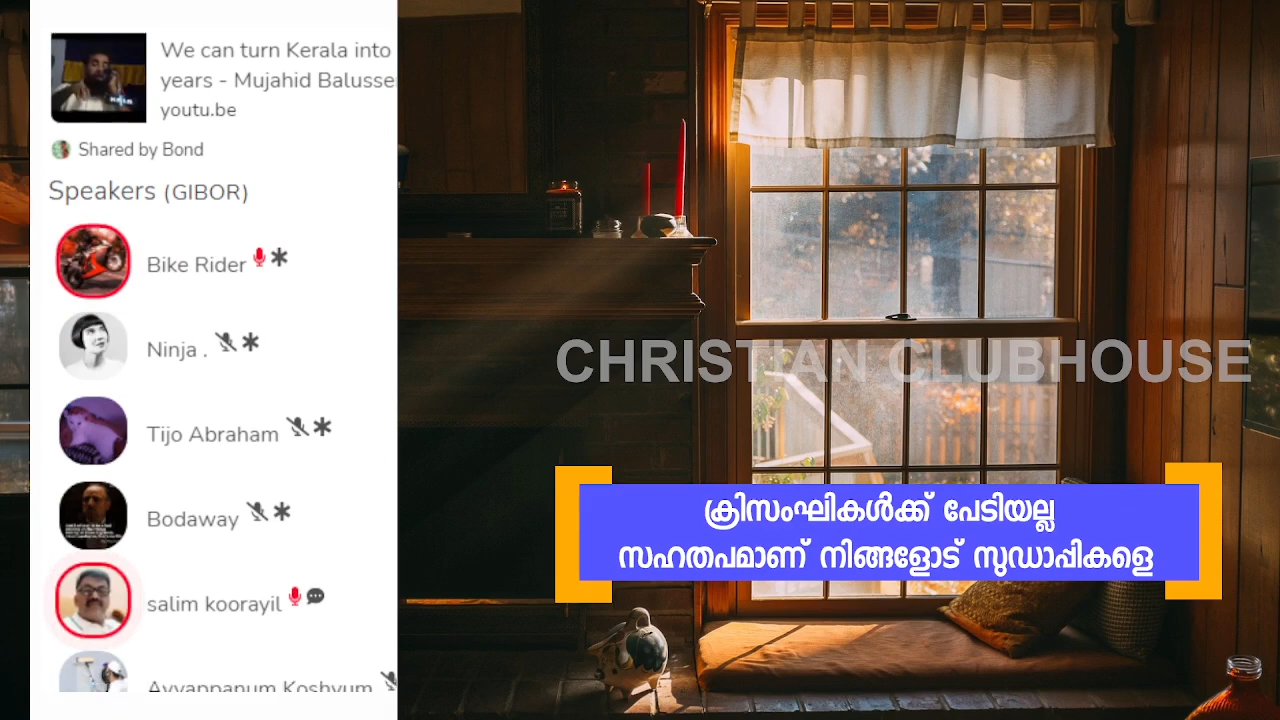 We can turn Kerala into
years - Mujahid Balusse
youtu.be
Shared by Bond
Speakers (GIBOR)
Bike Rider
Ninja .
Tijo Abraham
Bodaway
salim koorayil
Ayyappanum Koshyum
CHRISTIAN CLUBHOUSE
ക്രിസംഘികൾക്ക് പേടിയല്ല
സഹതപമാണ് നിങ്ങളോട് സുഡാപ്പികളെ